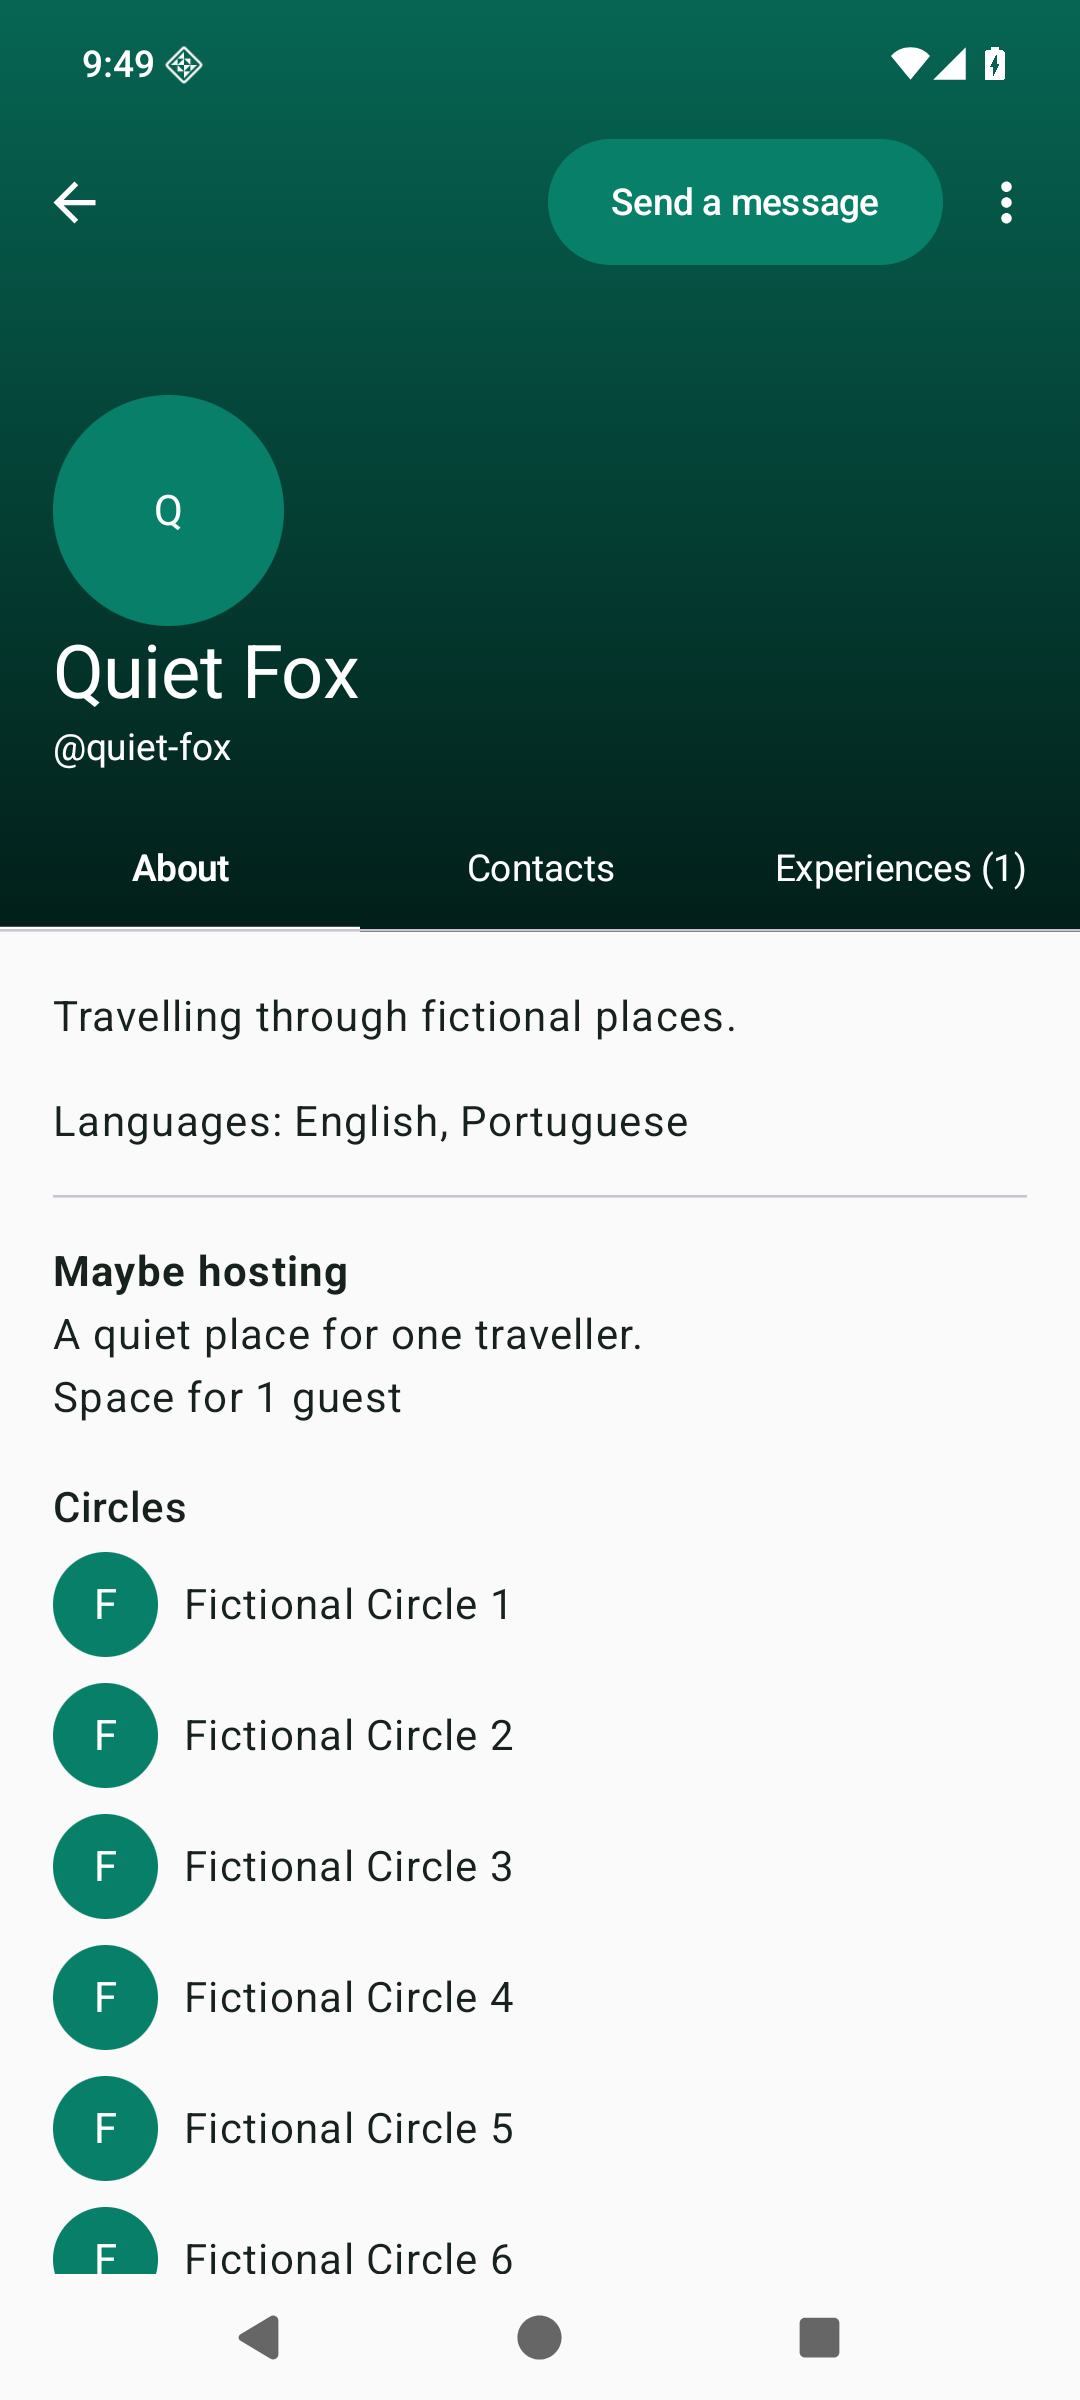 9:49
Send a message
Q
Quiet Fox
@quiet-fox
About
Contacts
Experiences (1)
Travelling through fictional places.
Languages: English, Portuguese
Maybe hosting
A quiet place for one traveller.
Space for 1 guest
Circles
F Fictional Circle 1
F Fictional Circle 2
F Fictional Circle 3
F Fictional Circle 4
F Fictional Circle 5
F Fictional Circle 6